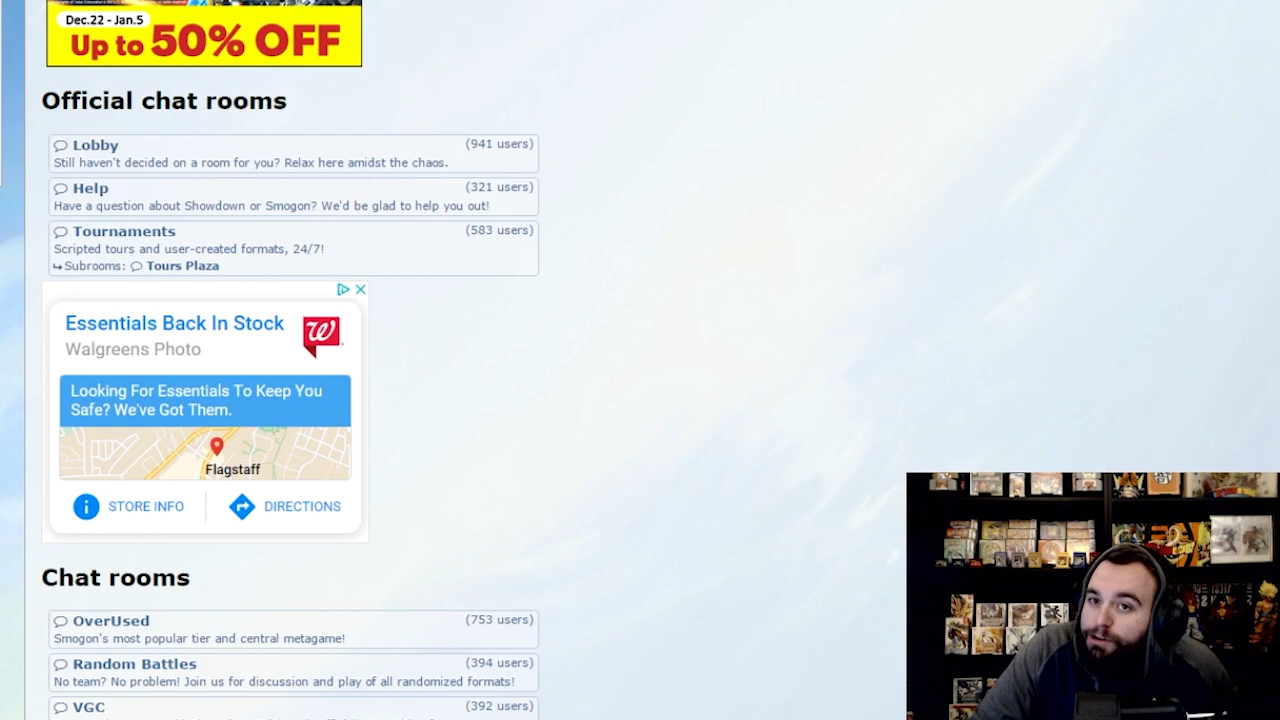 Dec.22 - Jan.5
Up to 50% OFF
Official chat rooms
Lobby (941 users)
Still haven't decided on a room for you? Relax here amidst the chaos.
Help (321 users)
Have a question about Showdown or Smogon? We'd be glad to help you out!
Tournaments (583 users)
Scripted tours and user-created formats, 24/7!
↪Subrooms: Tours Plaza
Essentials Back In Stock
Walgreens Photo
W
Looking For Essentials To Keep You
Safe? We've Got Them.
Flagstaff
STORE INFO
DIRECTIONS
Chat rooms
OverUsed (753 users)
Smogon's most popular tier and central metagame!
Random Battles (394 users)
No team? No problem! Join us for discussion and play of all randomized formats!
VGC (392 users)